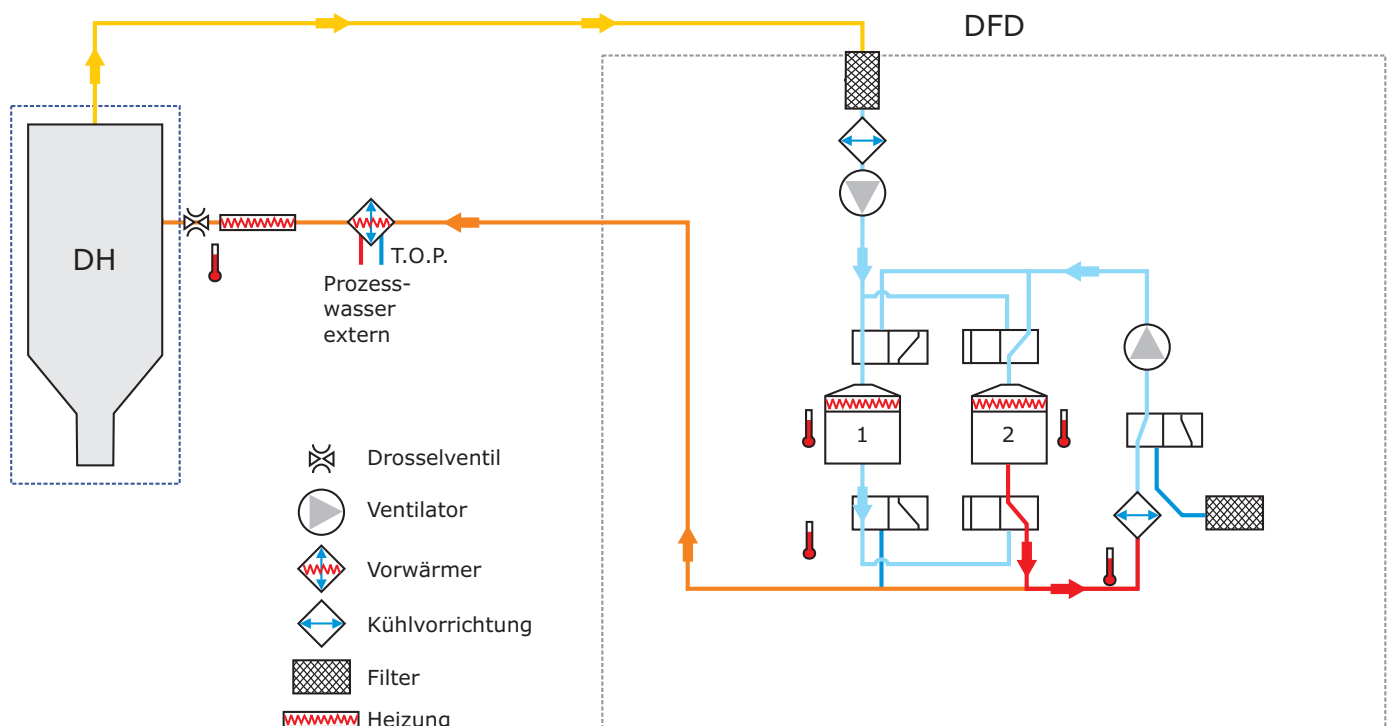 DFD
DH
T.O.P.
Prozess-
wasser
extern
1
2
Drosselventil
Ventilator
Vorwärmer
Kühlvorrichtung
Filter
Heizung